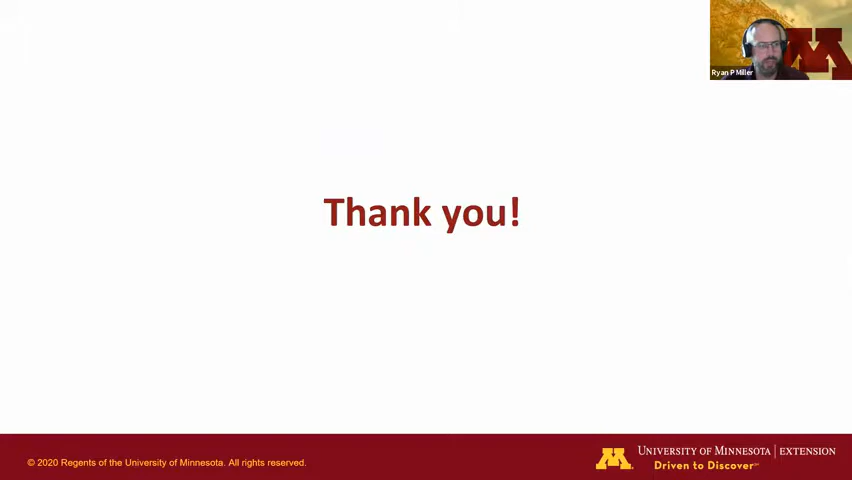 Ryan P Miller
Thank you!
© 2020 Regents of the University of Minnesota. All rights reserved.
UNIVERSITY OF MINNESOTA | EXTENSION
Driven to Discover℠